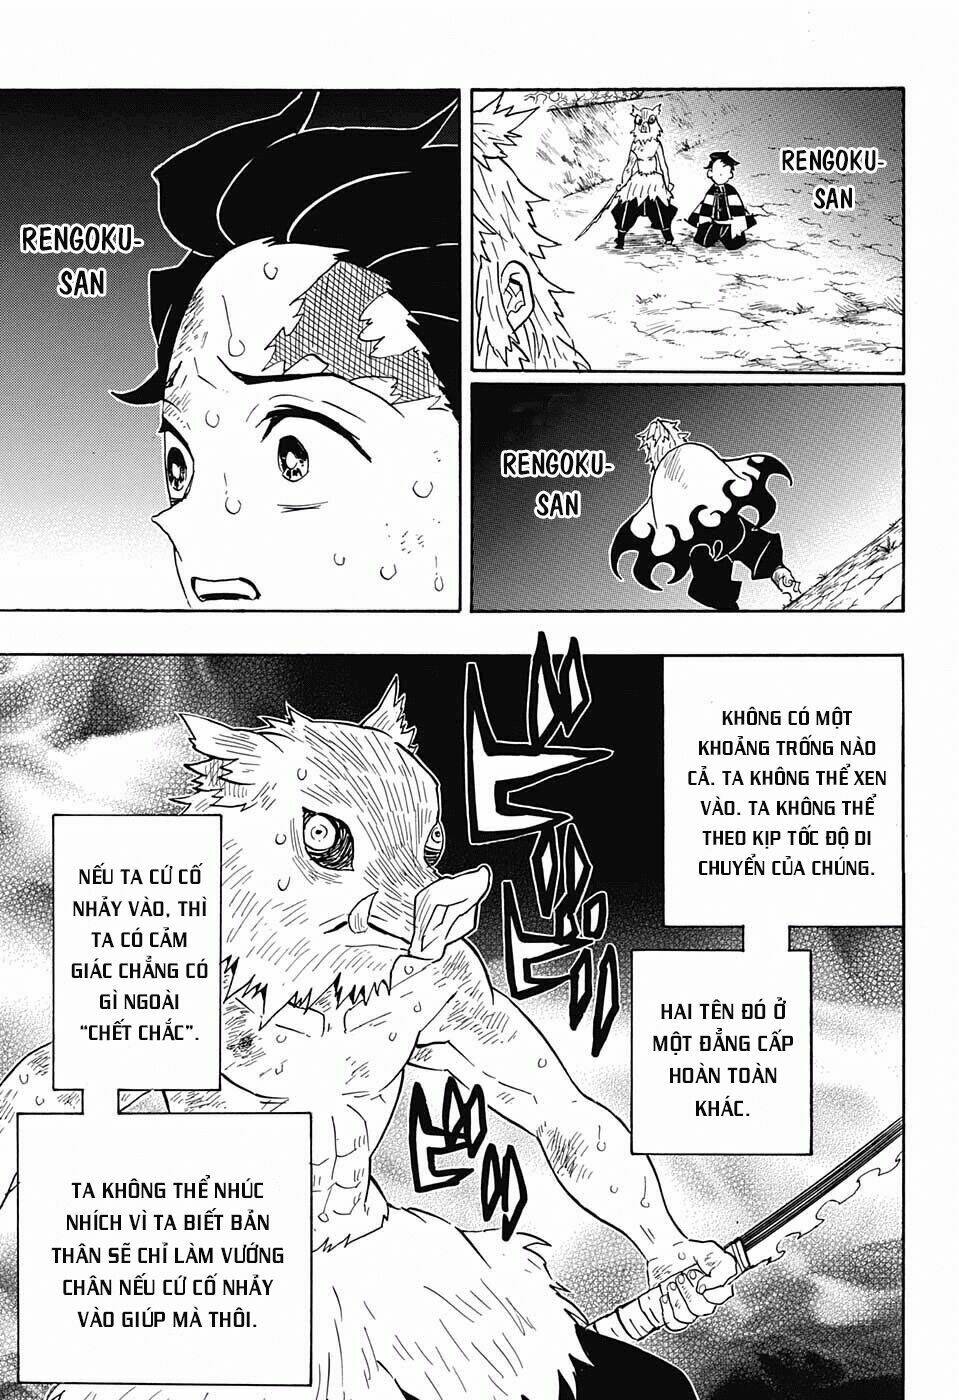 RENGOKU-
SAN
RENGOKU-
SAN
RENGOKU-
SAN
KHÔNG CÓ MỘT
KHOẢNG TRỐNG NÀO
CẢ. TA KHÔNG THỂ XEN
VÀO. TA KHÔNG THỂ
THEO KỊP TỐC ĐỘ DI
CHUYỂN CỦA CHÚNG.
HAI TÊN ĐÓ Ở
MỘT ĐẲNG CẤP
HOÀN TOÀN
KHÁC.
NẾU TA CỨ CỐ
NHẢY VÀO, THÌ
TA CÓ CẢM
GIÁC CHẲNG CÓ
GÌ NGOÀI
“CHẾT CHẮC”.
TA KHÔNG THỂ NHÚC
NHÍCH VÌ TA BIẾT BẢN
THÂN SẼ CHỈ LÀM VƯỚNG
CHÂN NẾU CỨ CỐ NHẢY
VÀO GIÚP MÀ THÔI.